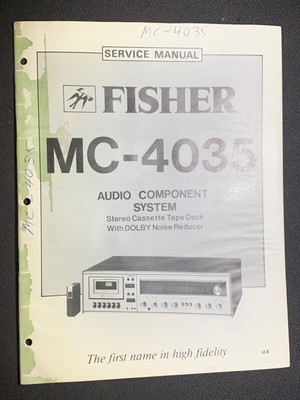 MC-4035
SERVICE MANUAL
FISHER
MC-4035
AUDIO COMPONENT
SYSTEM
Stereo Cassette Tape Deck
With DOLBY Noise Reducer
MC-4035
The first name in high fidelity